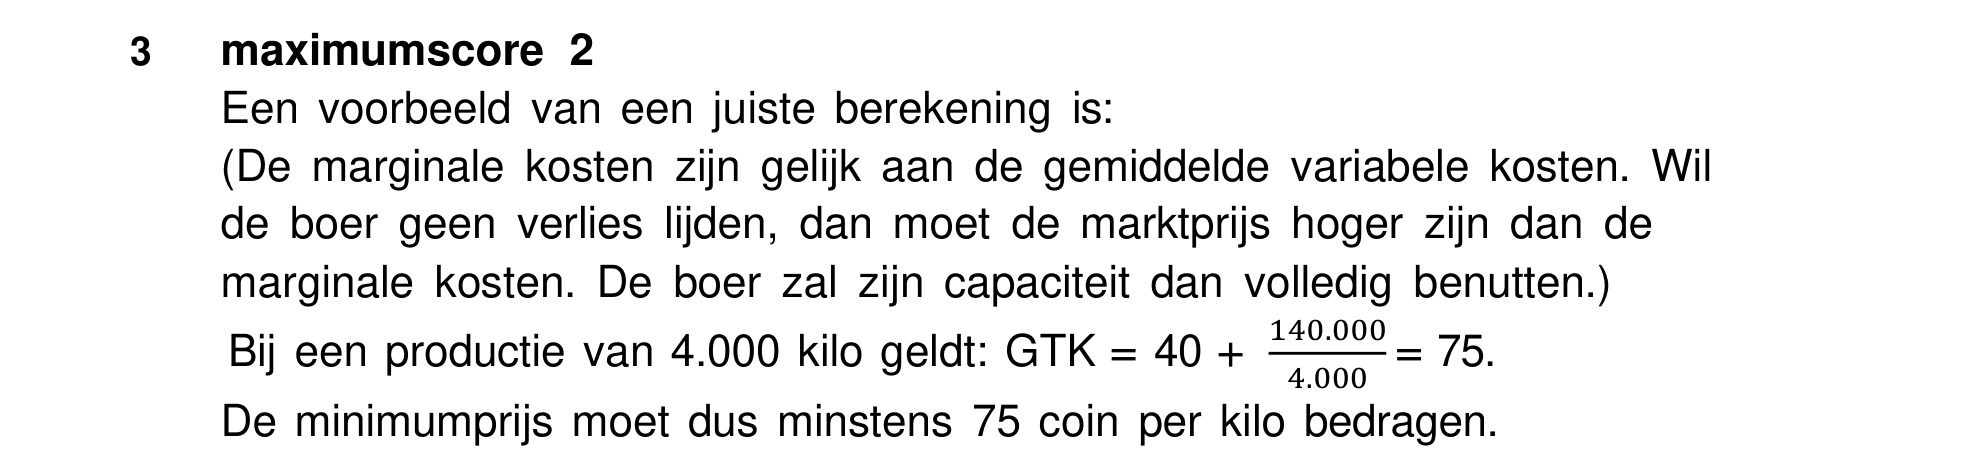 3 maximumscore 2
Een voorbeeld van een juiste berekening is:
(De marginale kosten zijn gelijk aan de gemiddelde variabele kosten. Wil
de boer geen verlies lijden, dan moet de marktprijs hoger zijn dan de
marginale kosten. De boer zal zijn capaciteit dan volledig benutten.)
Bij een productie van 4.000 kilo geldt: GTK = 40 + 140.000/4.000 = 75.
De minimumprijs moet dus minstens 75 coin per kilo bedragen.